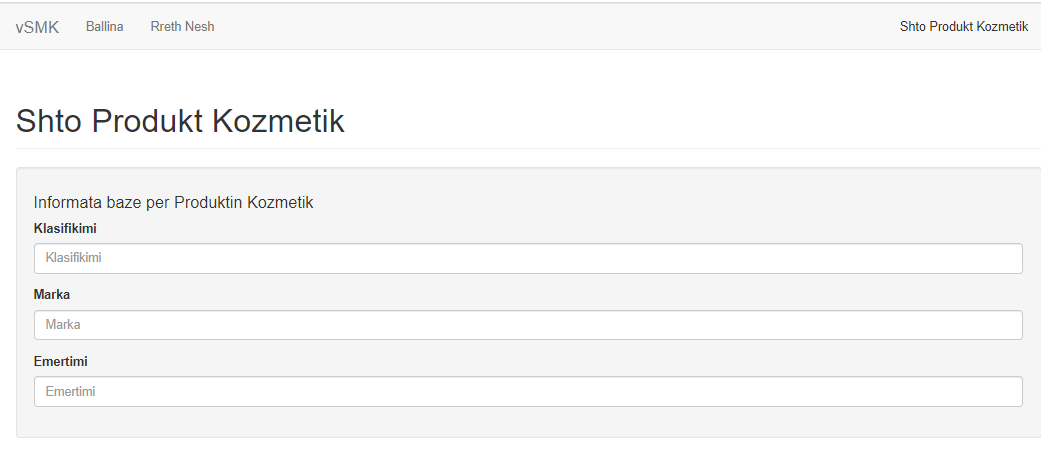 vSMK Ballina Rreth Nesh Shto Produkt Kozmetik
Shto Produkt Kozmetik
Informata baze per Produktin Kozmetik
Klasifikimi
Klasifikimi
Marka
Marka
Emertimi
Emertimi